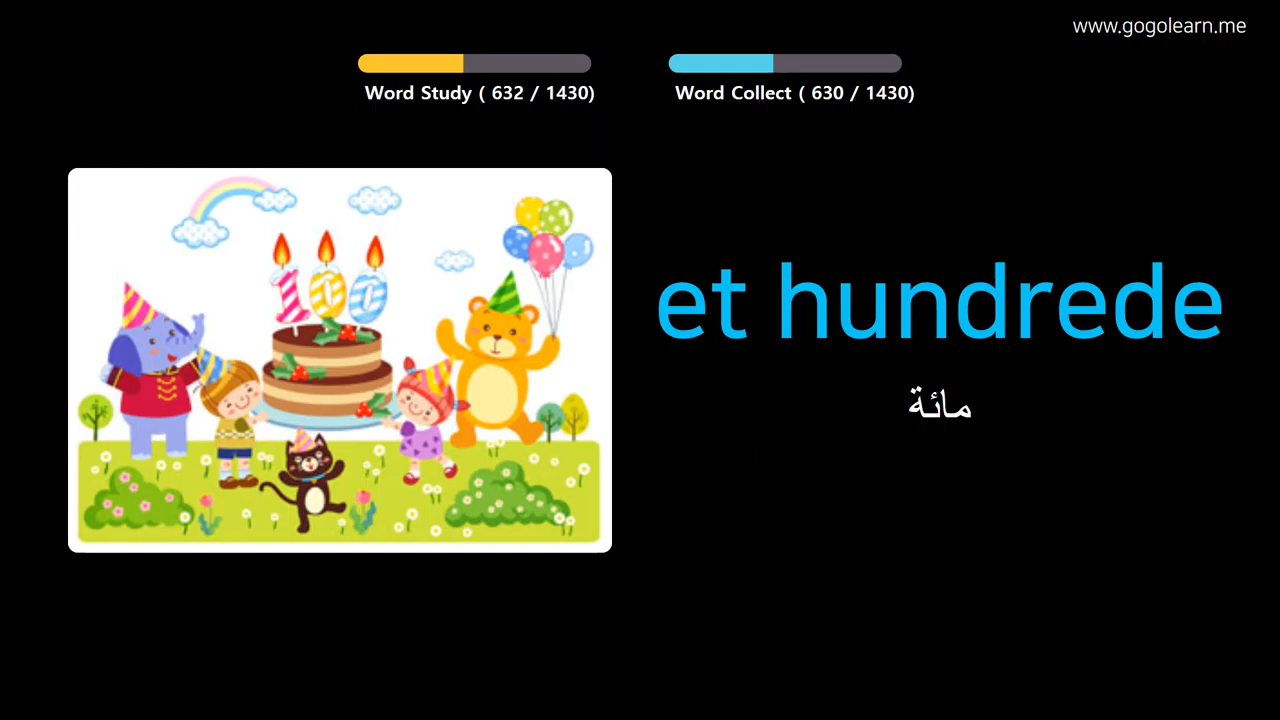 www.gogolearn.me
Word Study ( 632 / 1430)
Word Collect ( 630 / 1430)
100
et hundrede
مائة